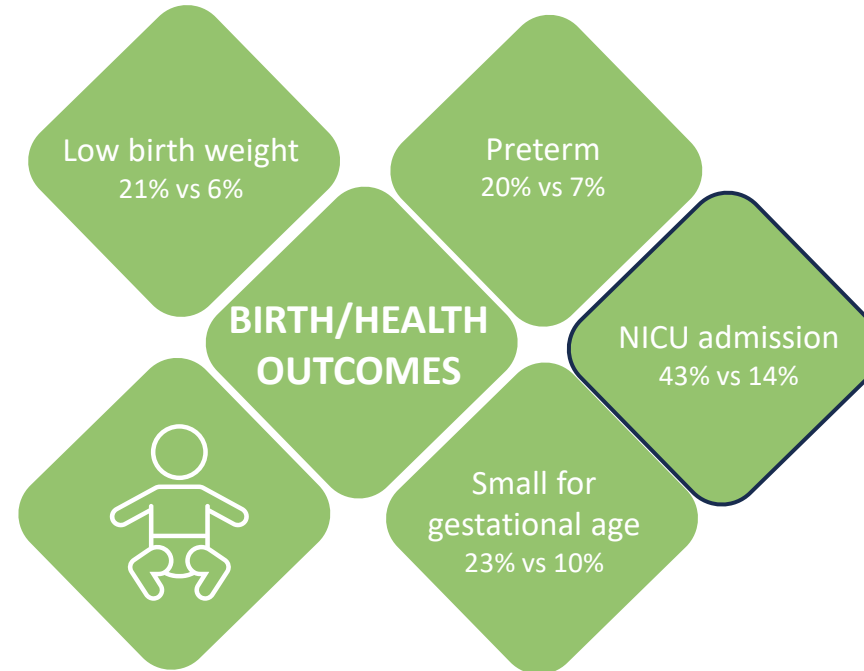 Low birth weight
21% vs 6%
Preterm
20% vs 7%
BIRTH/HEALTH
OUTCOMES
NICU admission
43% vs 14%
Small for
gestational age
23% vs 10%